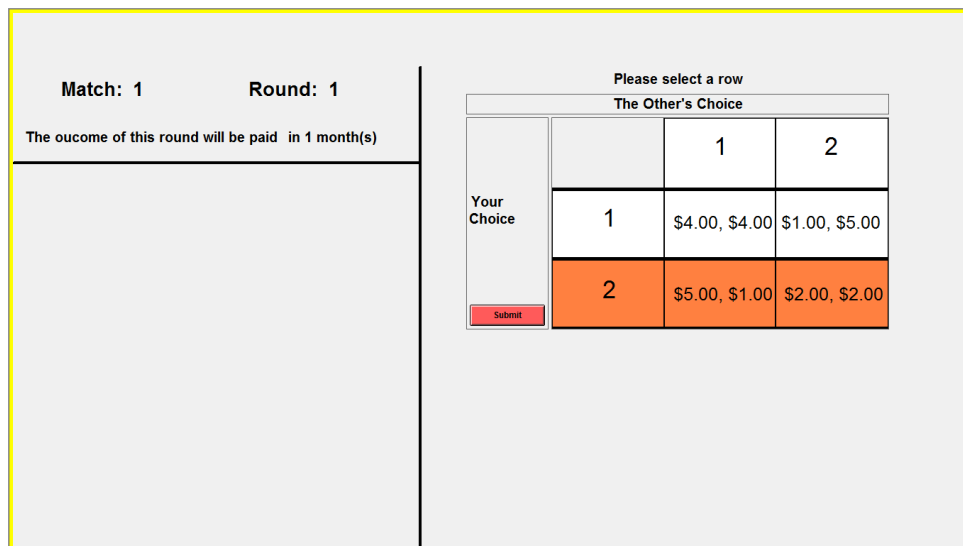 Match: 1 Round: 1
The oucome of this round will be paid in 1 month(s)
Please select a row
The Other's Choice
1 2
Your
Choice
1 $4.00, $4.00 $1.00, $5.00
2 $5.00, $1.00 $2.00, $2.00
Submit